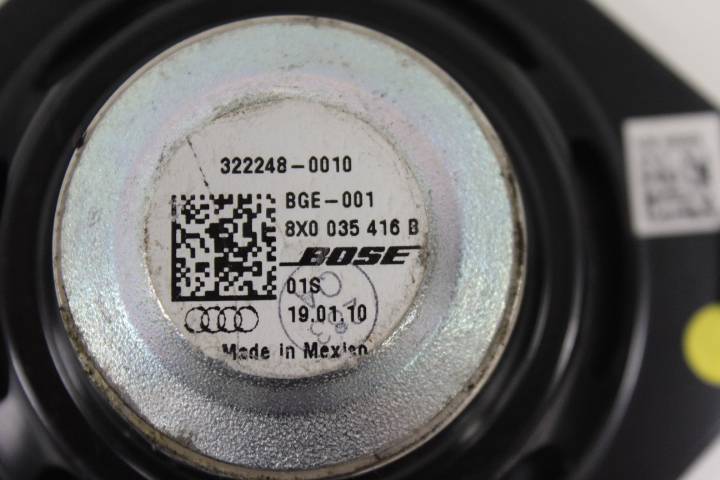 322248-0010
BGE-001
8X0 035 416 B
BOSE
01S
19.01.10
Made in Mexico